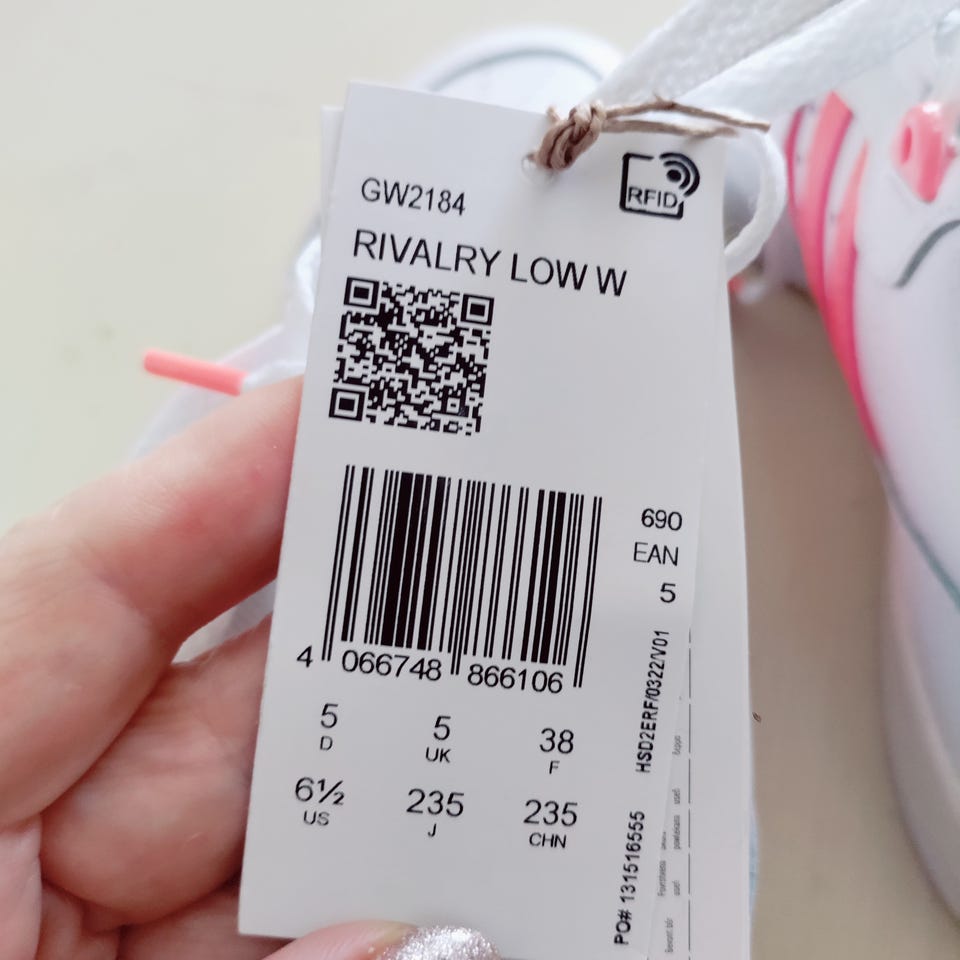 RFID
GW2184
RIVALRY LOW W
690
EAN
5
4 066748 866106
HSD2ERF/0322/V01
5
D
5
UK
38
F
6½
US
235
J
235
CHN
PO# 131516555